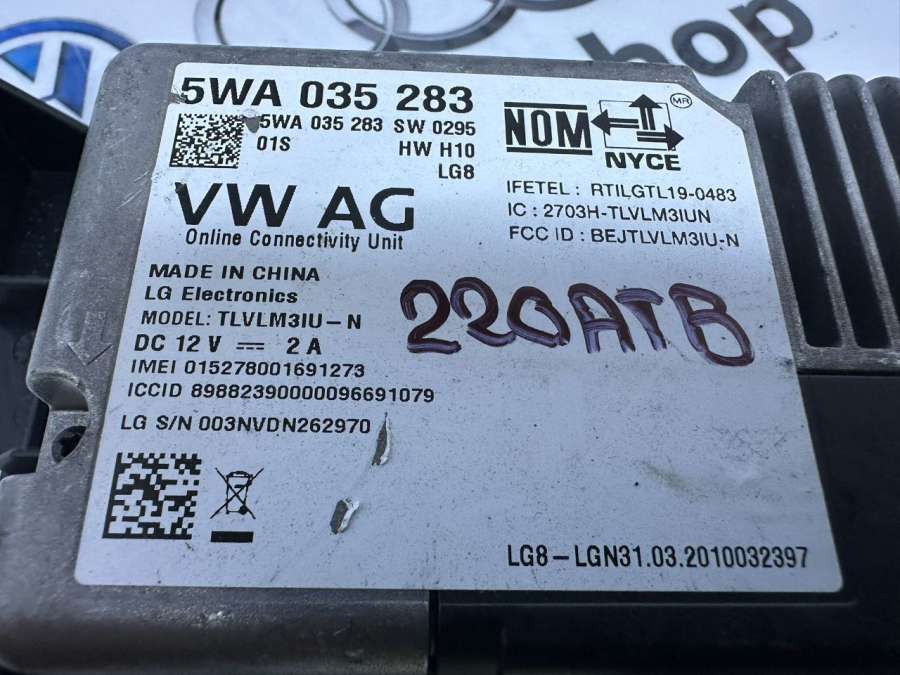 hop
5WA 035 283
5WA 035 283 SW 0295
01S HW H10
LG8
NOM
MR
NYCE
VW AG
Online Connectivity Unit
IFETEL : RTILGTL19-0483
IC : 2703H-TLVLM3IUN
FCC ID : BEJTLVLM3IU-N
MADE IN CHINA
LG Electronics
MODEL: TLVLM3IU-N
DC 12 V ⎓ 2 A
IMEI 015278001691273
ICCID 89882390000096691079
LG S/N 003NVDN262970
220ATB
LG8-LGN31.03.2010032397